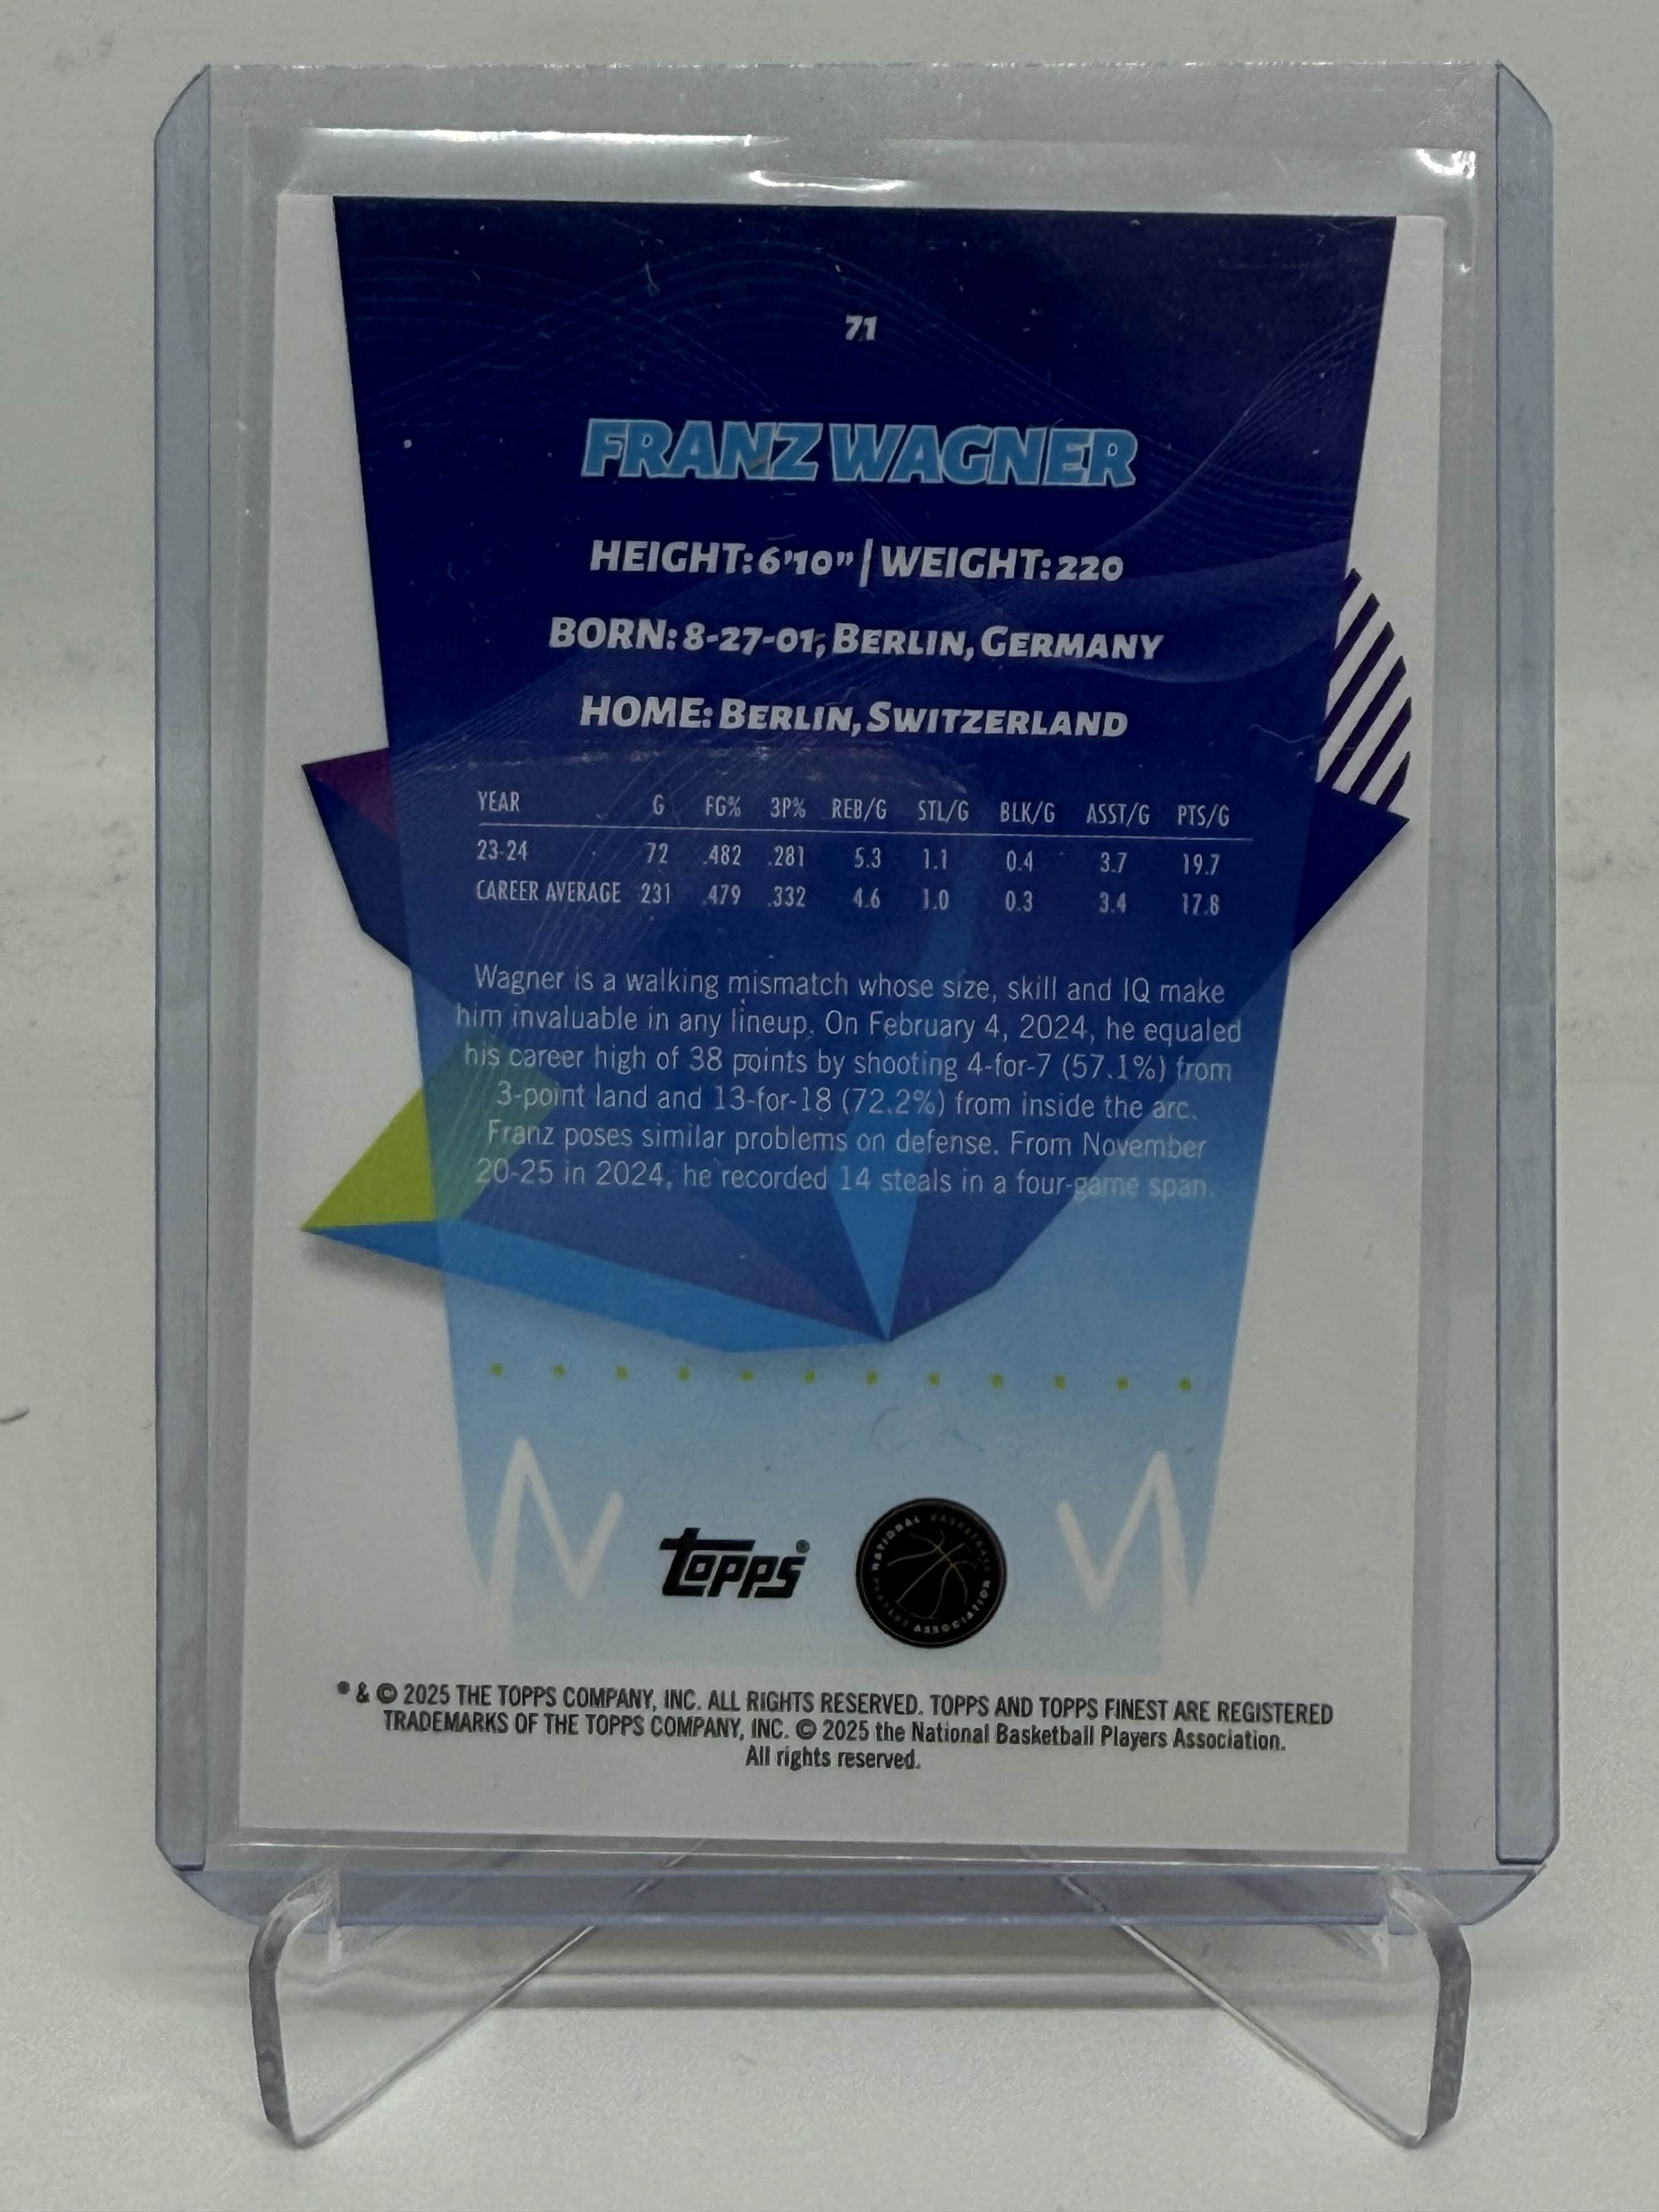 71
FRANZ WAGNER
HEIGHT: 6'10" | WEIGHT: 220
BORN: 8-27-01, BERLIN, GERMANY
HOME: BERLIN, SWITZERLAND
YEAR G FG% 3P% REB/G STL/G BLK/G ASST/G PTS/G
23-24 72 .482 .281 5.3 1.1 0.4 3.7 19.7
CAREER AVERAGE 231 .479 .332 4.6 1.0 0.3 3.4 17.8
Wagner is a walking mismatch whose size, skill and IQ make
him invaluable in any lineup. On February 4, 2024, he equaled
his career high of 38 points by shooting 4-for-7 (57.1%) from
3-point land and 13-for-18 (72.2%) from inside the arc.
Franz poses similar problems on defense. From November
20-25 in 2024, he recorded 14 steals in a four-game span.
topps®
NATIONAL BASKETBALL PLAYERS ASSOCIATION
® & © 2025 THE TOPPS COMPANY, INC. ALL RIGHTS RESERVED. TOPPS AND TOPPS FINEST ARE REGISTERED
TRADEMARKS OF THE TOPPS COMPANY, INC. © 2025 the National Basketball Players Association.
All rights reserved.